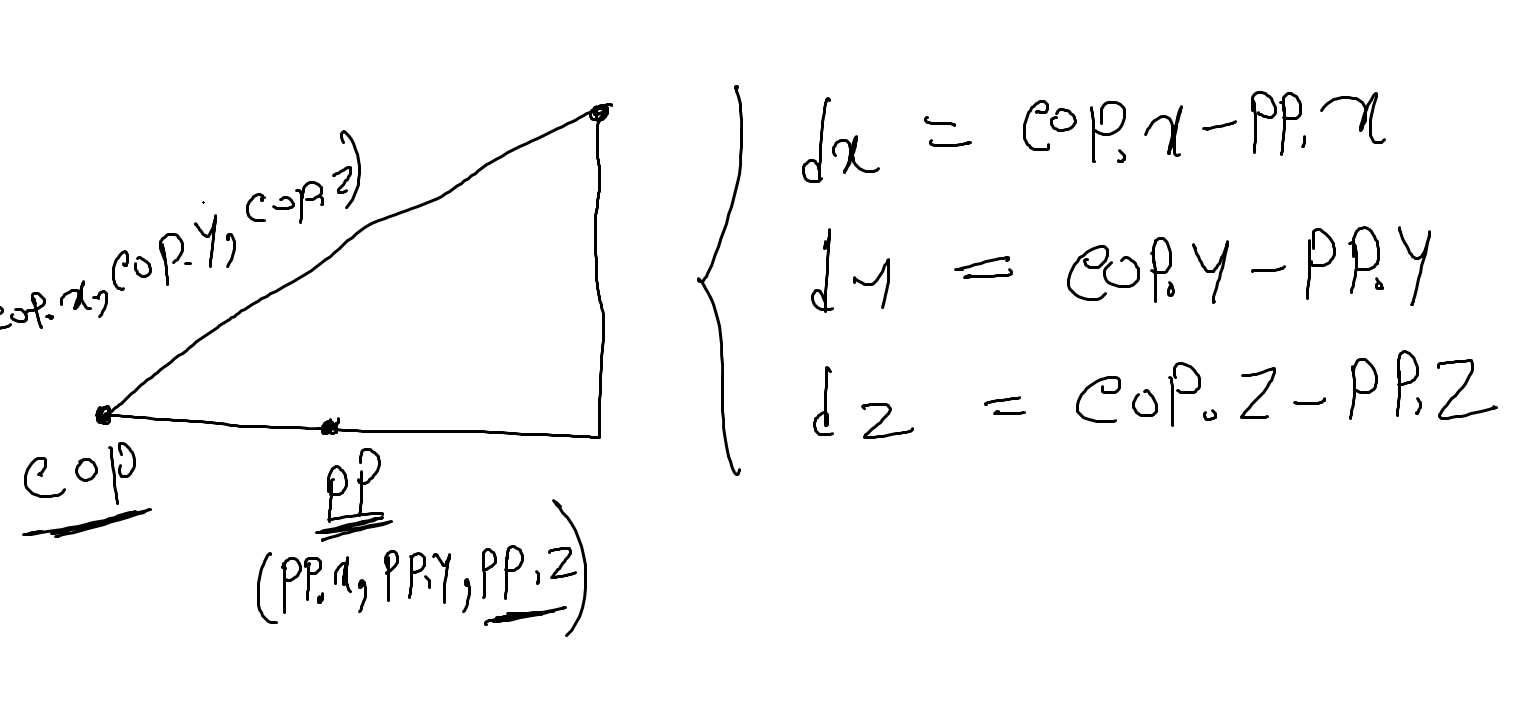 cop.x, cop.y, cop.z)
cop
PP
(PP.x, PP.y, PP.z)
dx = cop.x - PP.x
dy = cop.y - PP.y
dz = cop.z - PP.z